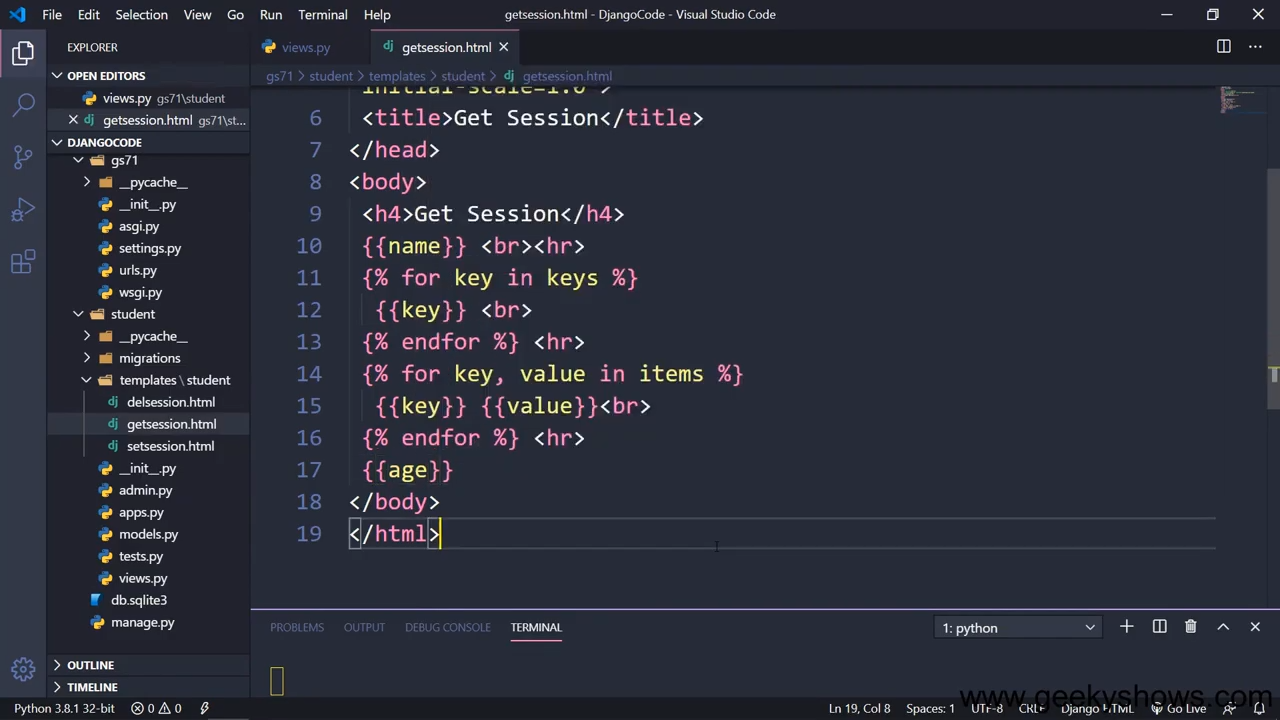 File Edit Selection View Go Run Terminal Help getsession.html - DjangoCode - Visual Studio Code
EXPLORER
OPEN EDITORS
views.py gs71\student
getsession.html gs71\st...
DJANGOCODE
gs71
__pycache__
__init__.py
asgi.py
settings.py
urls.py
wsgi.py
student
__pycache__
migrations
templates \ student
delsession.html
getsession.html
setsession.html
__init__.py
admin.py
apps.py
models.py
tests.py
views.py
db.sqlite3
manage.py
OUTLINE
TIMELINE
views.py getsession.html
gs71 > student > templates > student > getsession.html
initial-scale=1.0">
6 <title>Get Session</title>
7 </head>
8 <body>
9 <h4>Get Session</h4>
10 {{name}} <br><hr>
11 {% for key in keys %}
12 {{key}} <br>
13 {% endfor %} <hr>
14 {% for key, value in items %}
15 {{key}} {{value}}<br>
16 {% endfor %} <hr>
17 {{age}}
18 </body>
19 </html>
PROBLEMS OUTPUT DEBUG CONSOLE TERMINAL 1: python
www.geekyshows.com
Python 3.8.1 32-bit 0 0 Ln 19, Col 8 Spaces: 1 UTF-8 CRLF Django HTML Go Live